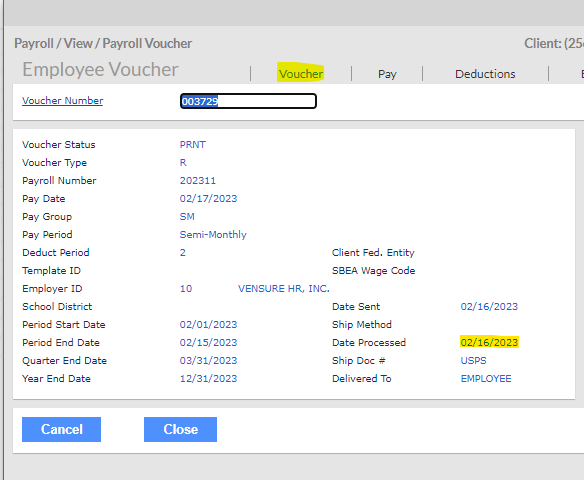 Payroll / View / Payroll Voucher Client: (25
Employee Voucher Voucher Pay Deductions
Voucher Number 003729
Voucher Status PRNT
Voucher Type R
Payroll Number 202311
Pay Date 02/17/2023
Pay Group SM
Pay Period Semi-Monthly
Deduct Period 2 Client Fed. Entity
Template ID SBEA Wage Code
Employer ID 10 VENSURE HR, INC.
School District Date Sent 02/16/2023
Period Start Date 02/01/2023 Ship Method
Period End Date 02/15/2023 Date Processed 02/16/2023
Quarter End Date 03/31/2023 Ship Doc # USPS
Year End Date 12/31/2023 Delivered To EMPLOYEE
Cancel Close